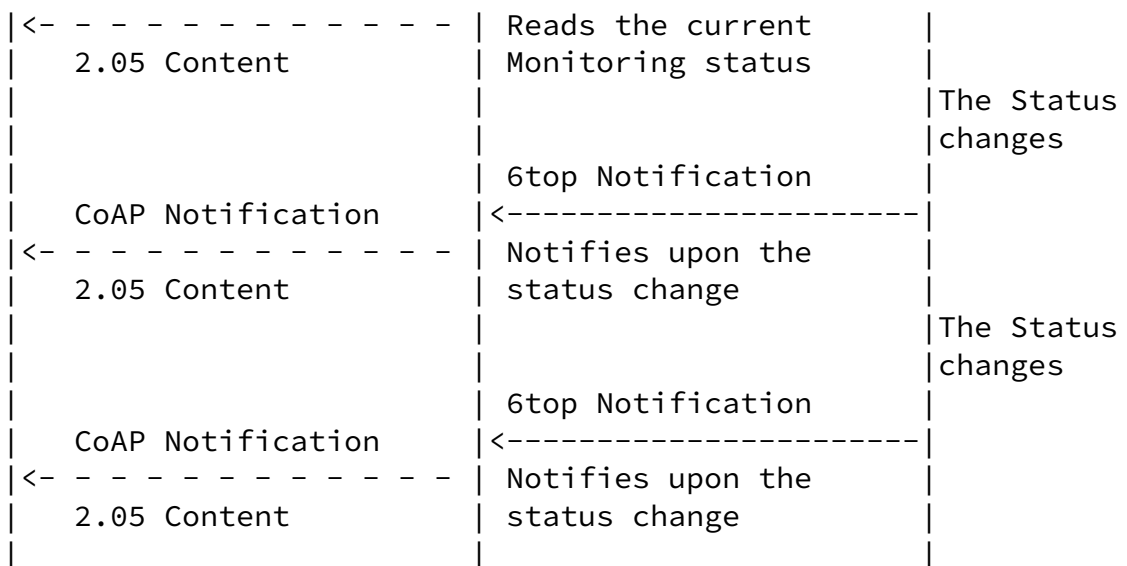 |<- - - - - - - - - - - - | Reads the current      |
|   2.05 Content          | Monitoring status      |
|                         |                        |The Status
|                         |                        |changes
|                         | 6top Notification      |
|   CoAP Notification     |<-----------------------|
|<- - - - - - - - - - - - | Notifies upon the      |
|   2.05 Content          | status change          |
|                         |                        |The Status
|                         |                        |changes
|                         | 6top Notification      |
|   CoAP Notification     |<-----------------------|
|<- - - - - - - - - - - - | Notifies upon the      |
|   2.05 Content          | status change          |
|                         |                        |